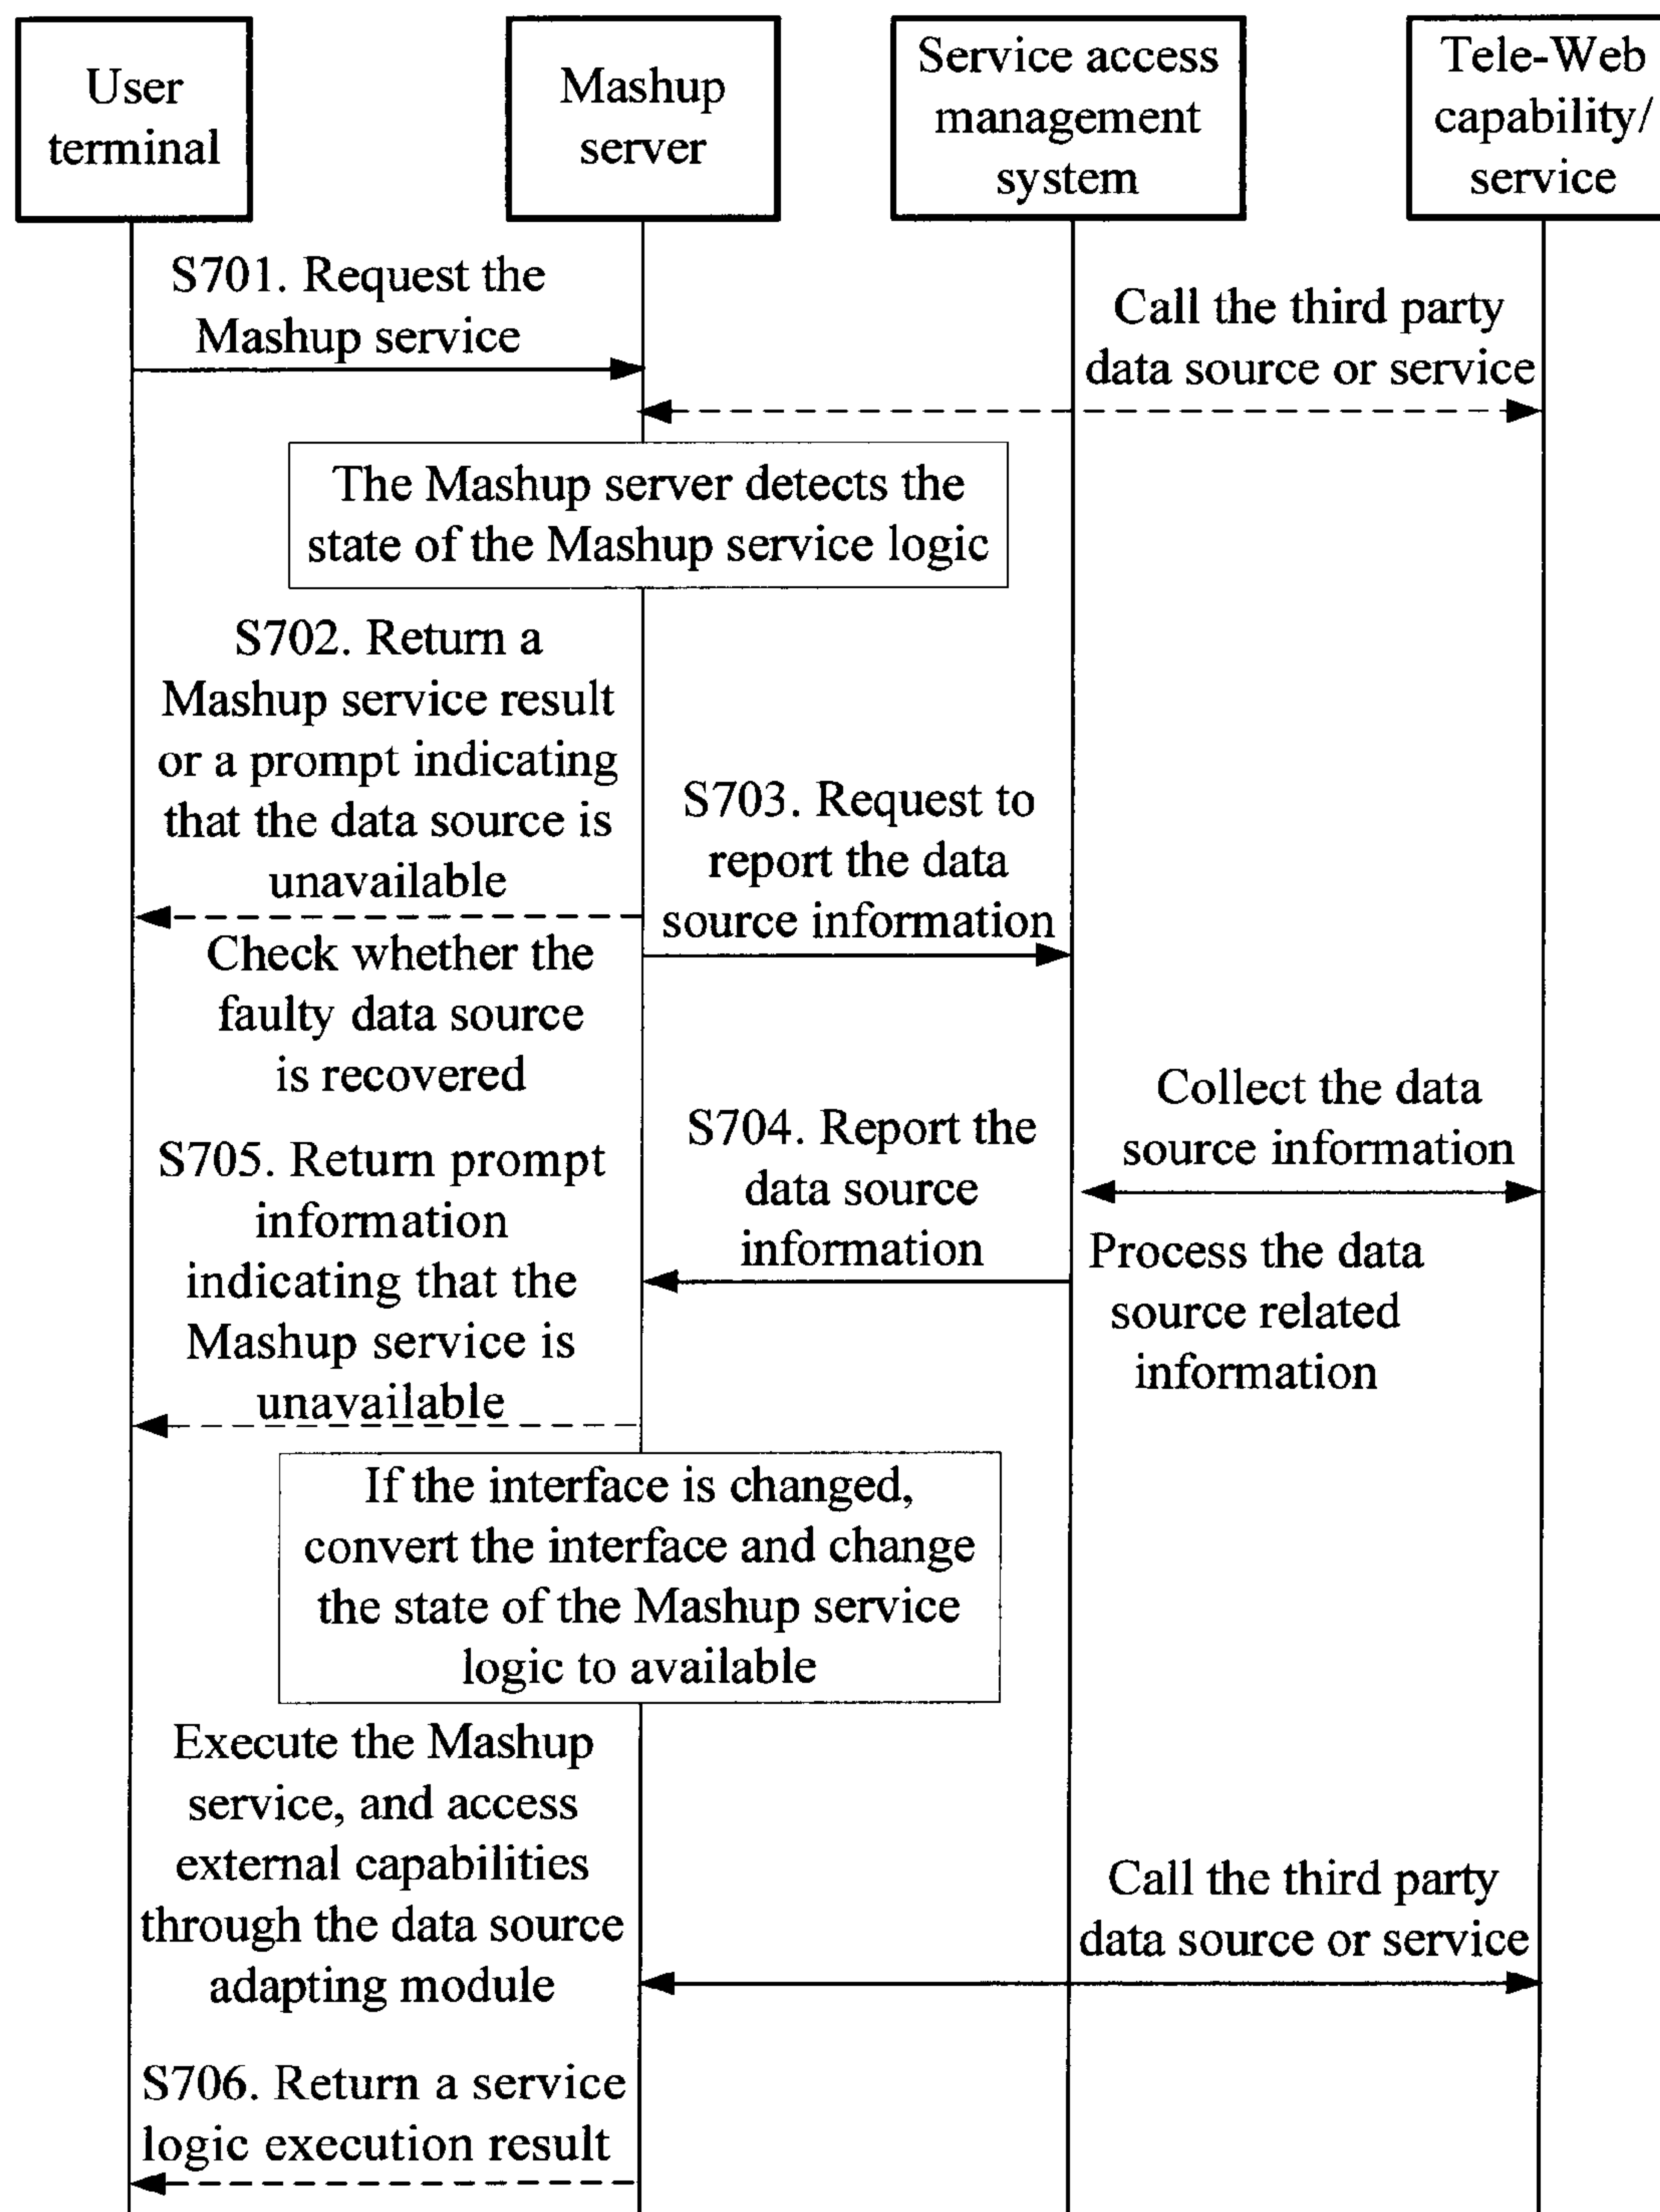 User
terminal
Mashup
server
Service access
management
system
Tele-Web
capability/
service
S701. Request the
Mashup service
Call the third party
data source or service
The Mashup server detects the
state of the Mashup service logic
S702. Return a
Mashup service result
or a prompt indicating
that the data source is
unavailable
S703. Request to
report the data
source information
Check whether the
faulty data source
is recovered
Collect the data
source information
S704. Report the
data source
information
S705. Return prompt
information
indicating that the
Mashup service is
unavailable
Process the data
source related
information
If the interface is changed,
convert the interface and change
the state of the Mashup service
logic to available
Execute the Mashup
service, and access
external capabilities
through the data source
adapting module
Call the third party
data source or service
S706. Return a service
logic execution result